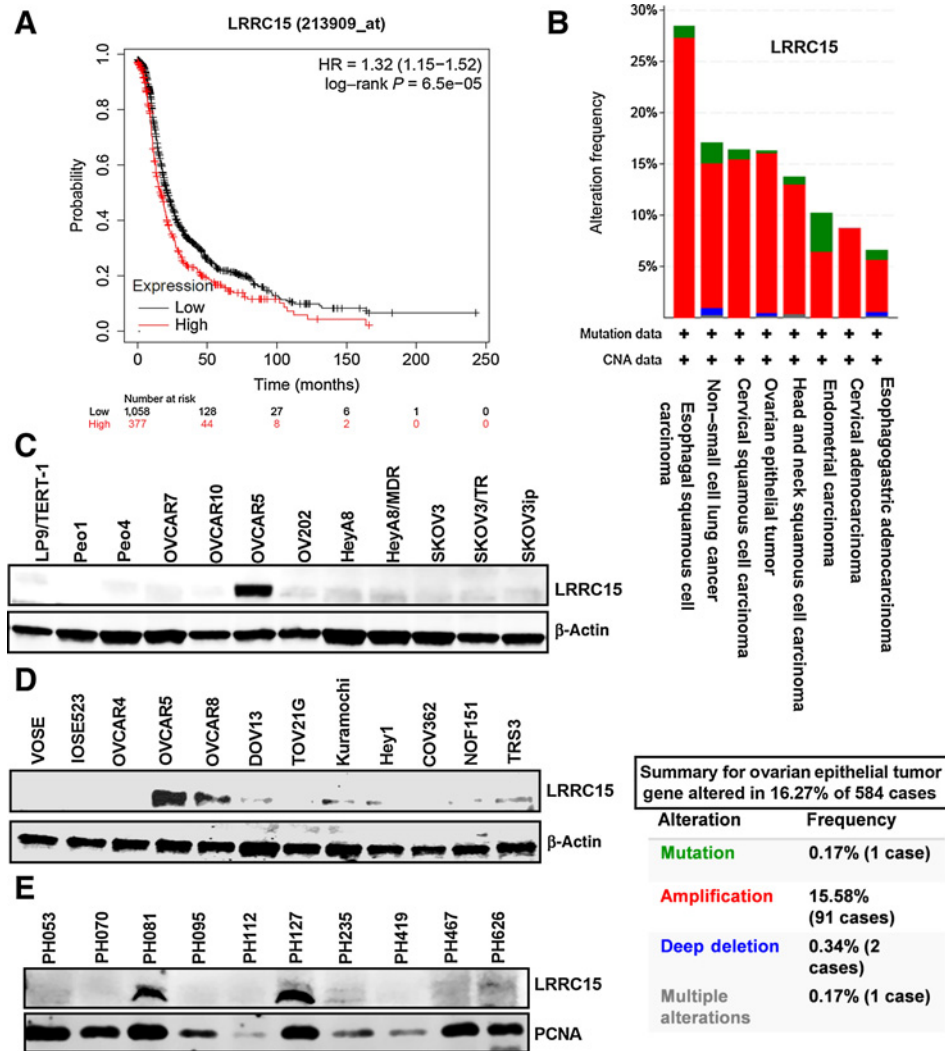 A
LRRC15 (213909_at)
HR = 1.32 (1.15−1.52)
log−rank P = 6.5e−05
Probability
1.0
0.8
0.6
0.4
0.2
0.0
Expression
Low
High
0 50 100 150 200 250
Time (months)
Number at risk
Low 1,058 128 27 6 1 0
High 377 44 8 2 0 0
B
LRRC15
Alteration frequency
30%
25%
20%
15%
10%
5%
Mutation data + + + + + + + +
CNA data + + + + + + + +
Esophagal squamous cell
carcinoma
Non−small cell lung cancer
Cervical squamous cell carcinoma
Ovarian epithelial tumor
Head and neck squamous cell carcinoma
Endometrial carcinoma
Cervical adenocarcinoma
Esophagogastric adenocarcinoma
C
LP9/TERT-1
Peo1
Peo4
OVCAR7
OVCAR10
OVCAR5
OV202
HeyA8
HeyA8/MDR
SKOV3
SKOV3/TR
SKOV3ip
LRRC15
β-Actin
D
VOSE
IOSE523
OVCAR4
OVCAR5
OVCAR8
DOV13
TOV21G
Kuramochi
Hey1
COV362
NOF151
TRS3
LRRC15
β-Actin
E
PH053
PH070
PH081
PH095
PH112
PH127
PH235
PH419
PH467
PH626
LRRC15
PCNA
Summary for ovarian epithelial tumor
gene altered in 16.27% of 584 cases
Alteration Frequency
Mutation 0.17% (1 case)
Amplification 15.58%
(91 cases)
Deep deletion 0.34% (2
cases)
Multiple 0.17% (1 case)
alterations